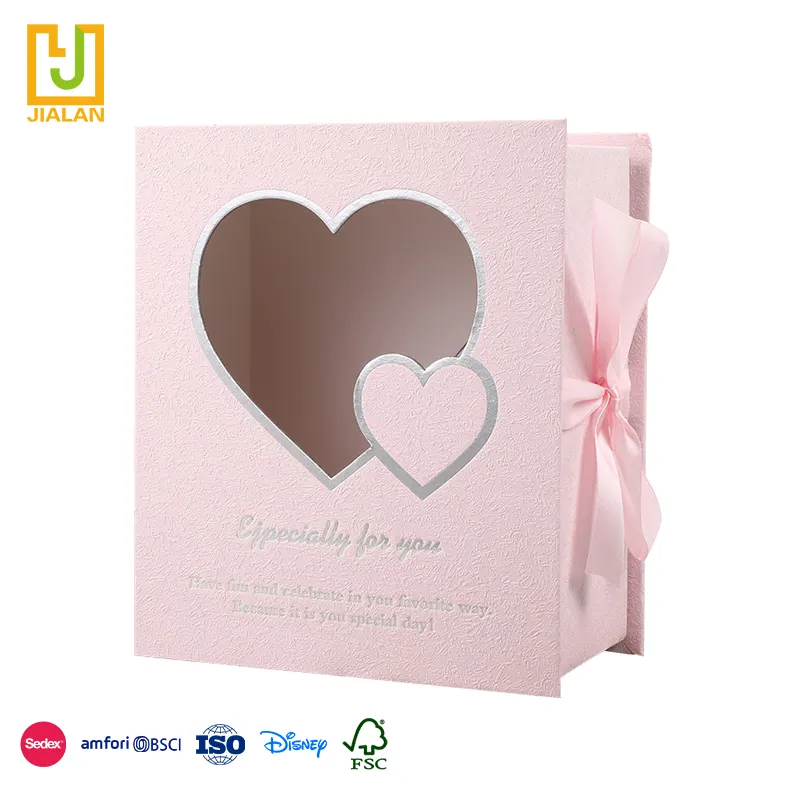 JIALAN
Ejpecially for you
Have fun and celebrate in you favorite way.
Because it is you special day!
Sedex
amfori BSCI
ISO
Disney
FSC